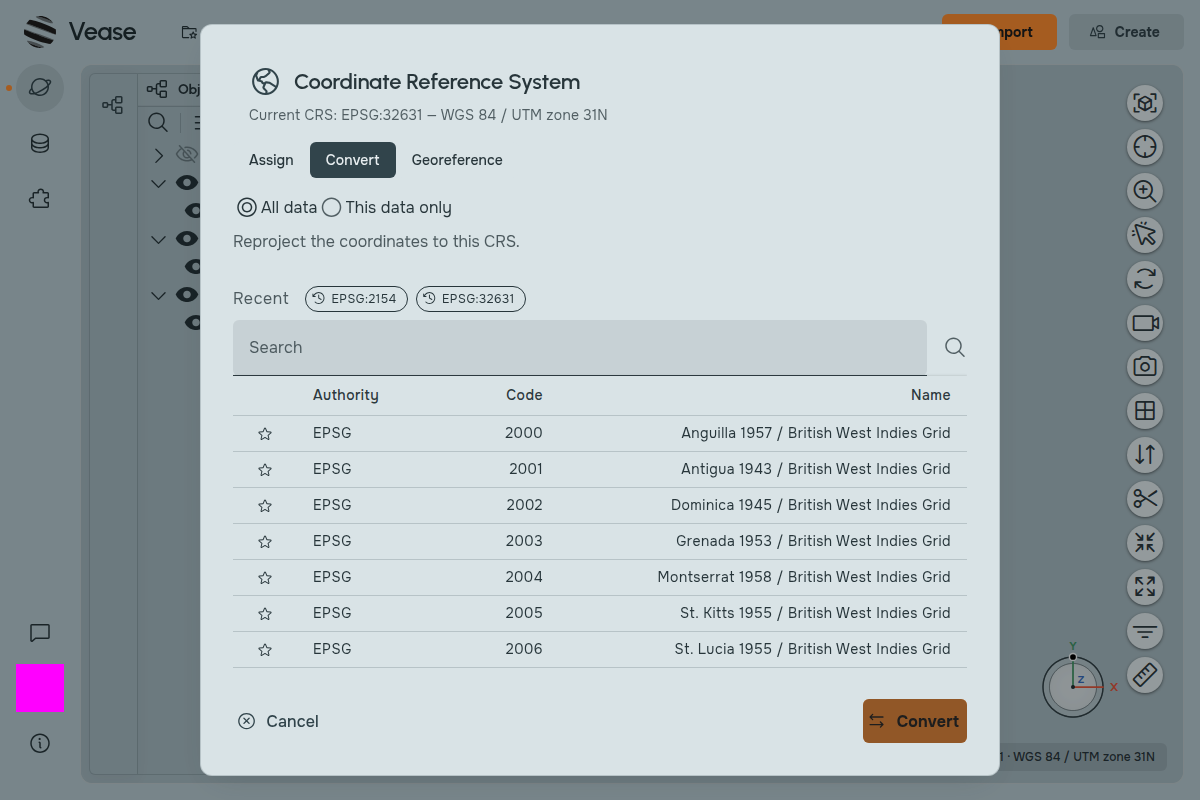 Vease
Import
Create
Coordinate Reference System
Current CRS: EPSG:32631 — WGS 84 / UTM zone 31N
Assign
Convert
Georeference
All data
This data only
Reproject the coordinates to this CRS.
Recent
EPSG:2154
EPSG:32631
Search
Authority Code Name
EPSG 2000 Anguilla 1957 / British West Indies Grid
EPSG 2001 Antigua 1943 / British West Indies Grid
EPSG 2002 Dominica 1945 / British West Indies Grid
EPSG 2003 Grenada 1953 / British West Indies Grid
EPSG 2004 Montserrat 1958 / British West Indies Grid
EPSG 2005 St. Kitts 1955 / British West Indies Grid
EPSG 2006 St. Lucia 1955 / British West Indies Grid
Cancel
Convert
Y
Z
X
1 · WGS 84 / UTM zone 31N